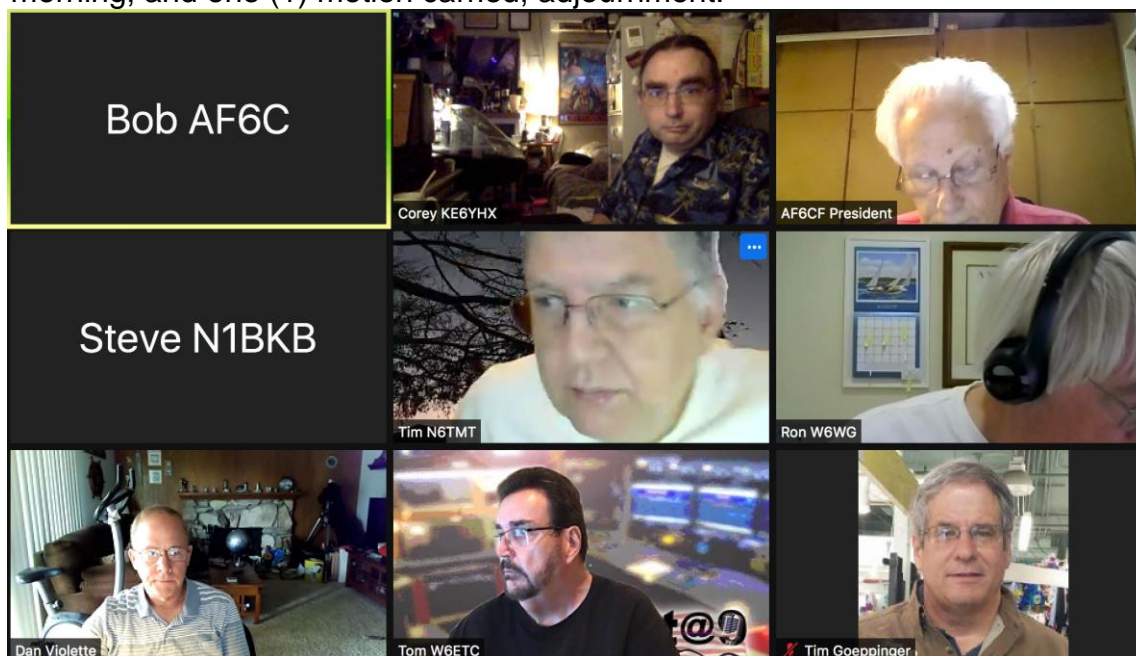 morning, and one (1) motion carried, adjournment.
Bob AF6C
Corey KE6YHX
AF6CF President
Steve N1BKB
Tim N6TMT
Ron W6WG
Dan Violette
Tom W6ETC
t@9
Tim Goeppinger